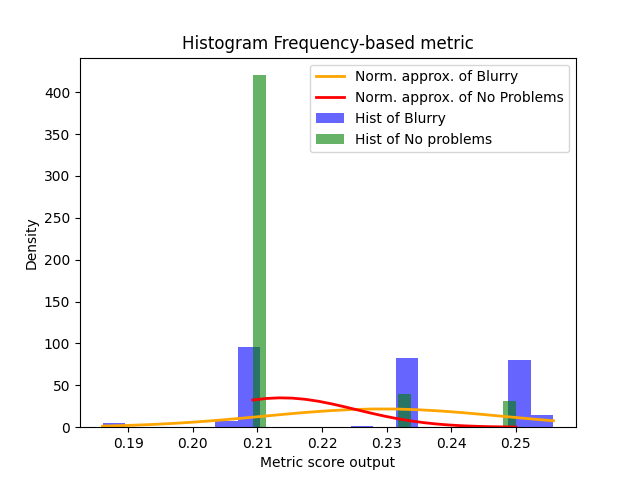 Histogram Frequency-based metric
Norm. approx. of Blurry
Norm. approx. of No Problems
Hist of Blurry
Hist of No problems
Density
400
350
300
250
200
150
100
50
0
0.19 0.20 0.21 0.22 0.23 0.24 0.25
Metric score output